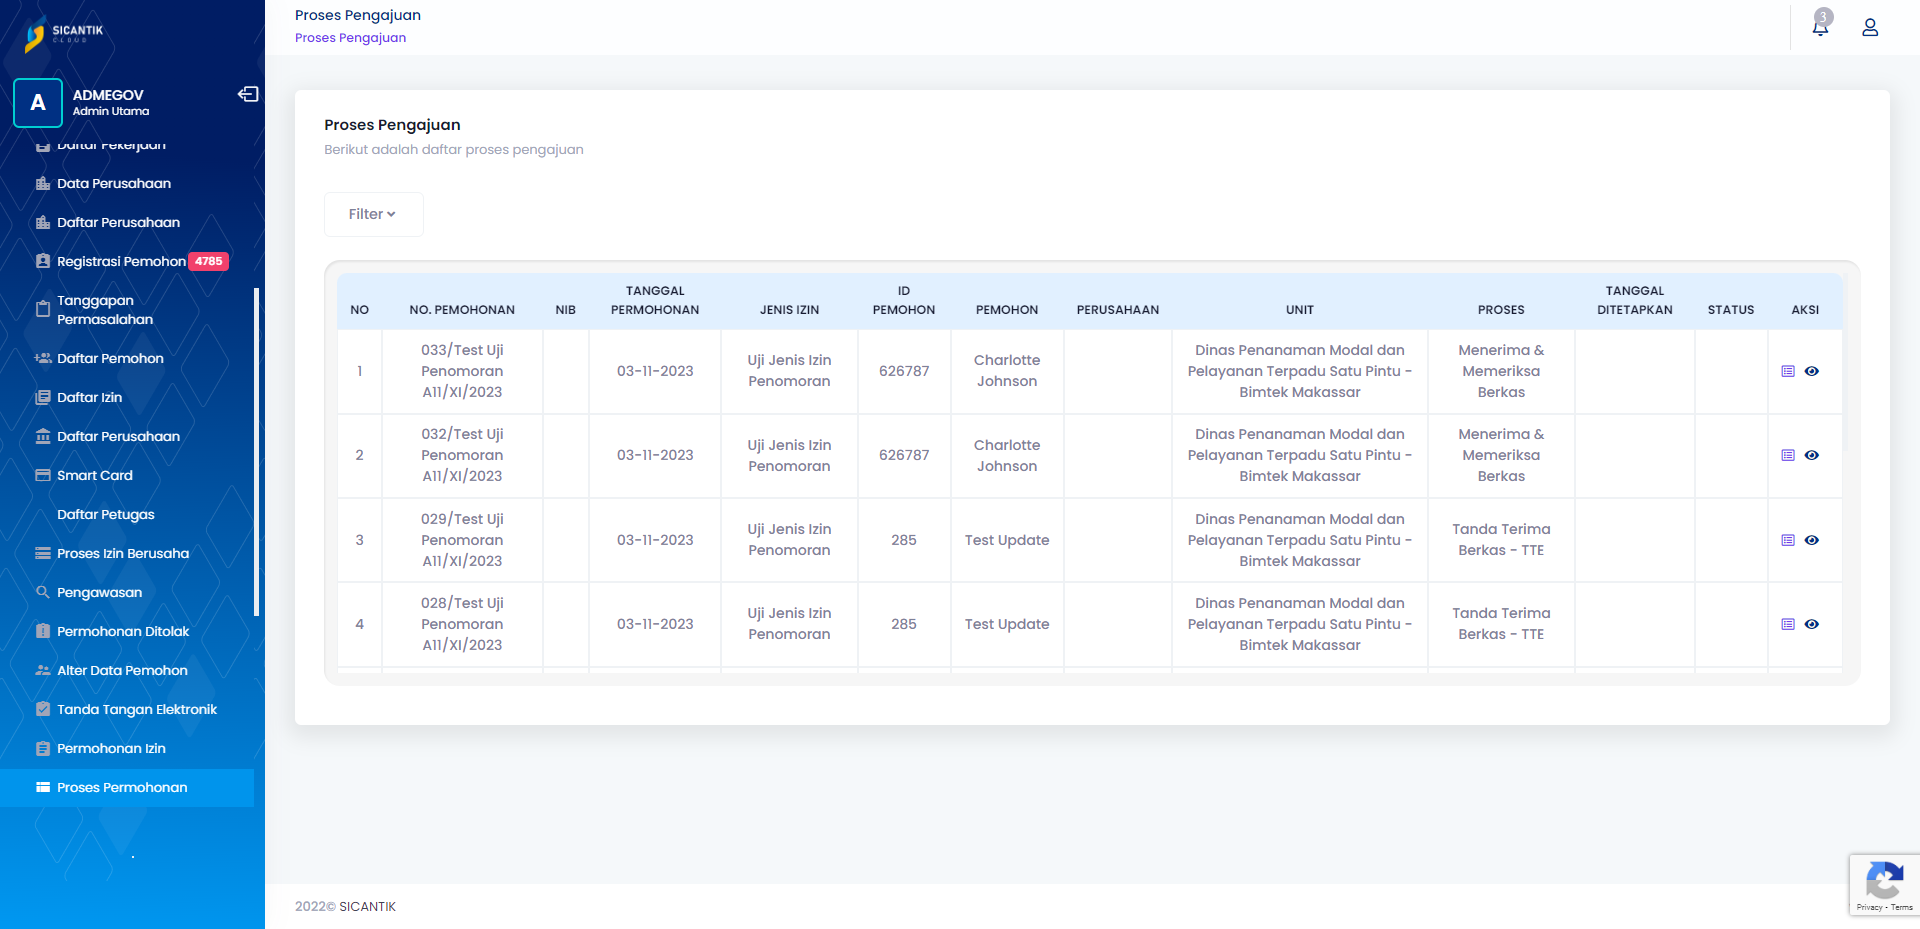 SICANTIK
CLOUD
A
ADMEGOV
Admin Utama
Daftar Pekerjaan
Data Perusahaan
Daftar Perusahaan
Registrasi Pemohon 4785
Tanggapan
Permasalahan
Daftar Pemohon
Daftar Izin
Daftar Perusahaan
Smart Card
Daftar Petugas
Proses Izin Berusaha
Pengawasan
Permohonan Ditolak
Alter Data Pemohon
Tanda Tangan Elektronik
Permohonan Izin
Proses Permohonan
.
Proses Pengajuan
Proses Pengajuan
3
Proses Pengajuan
Berikut adalah daftar proses pengajuan
Filter
NO NO. PEMOHONAN NIB TANGGAL PERMOHONAN JENIS IZIN ID PEMOHON PEMOHON PERUSAHAAN UNIT PROSES TANGGAL DITETAPKAN STATUS AKSI
1 033/Test Uji Penomoran A11/XI/2023 03-11-2023 Uji Jenis Izin Penomoran 626787 Charlotte Johnson Dinas Penanaman Modal dan Pelayanan Terpadu Satu Pintu - Bimtek Makassar Menerima & Memeriksa Berkas
2 032/Test Uji Penomoran A11/XI/2023 03-11-2023 Uji Jenis Izin Penomoran 626787 Charlotte Johnson Dinas Penanaman Modal dan Pelayanan Terpadu Satu Pintu - Bimtek Makassar Menerima & Memeriksa Berkas
3 029/Test Uji Penomoran A11/XI/2023 03-11-2023 Uji Jenis Izin Penomoran 285 Test Update Dinas Penanaman Modal dan Pelayanan Terpadu Satu Pintu - Bimtek Makassar Tanda Terima Berkas - TTE
4 028/Test Uji Penomoran A11/XI/2023 03-11-2023 Uji Jenis Izin Penomoran 285 Test Update Dinas Penanaman Modal dan Pelayanan Terpadu Satu Pintu - Bimtek Makassar Tanda Terima Berkas - TTE
2022© SICANTIK
Privacy - Terms